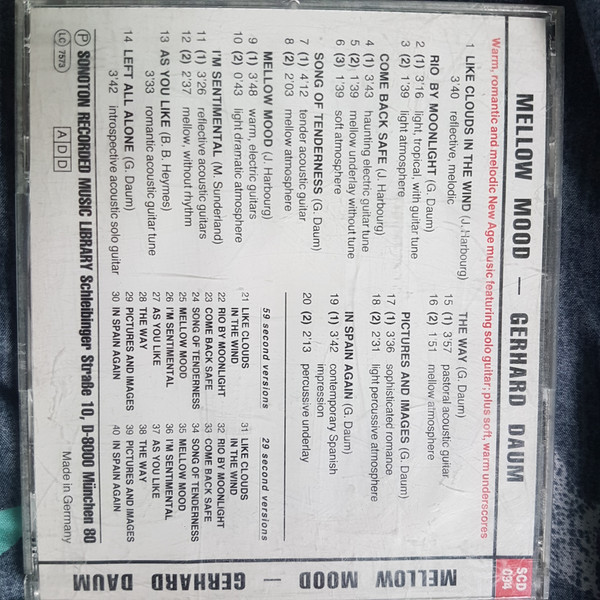 MELLOW MOOD — GERHARD DAUM
SCD
094
Warm, romantic and melodic New Age music featuring solo guitar; plus soft, warm underscores
1 LIKE CLOUDS IN THE WIND (J. Harbourg)
3'40 reflective, melodic
RIO BY MOONLIGHT (G. Daum)
2 (1) 3'16 light, tropical, with guitar tune
3 (2) 1'39 light atmosphere
COME BACK SAFE (J. Harbourg)
4 (1) 3'43 haunting electric guitar tune
5 (2) 1'39 mellow underlay without tune
6 (3) 1'39 soft atmosphere
SONG OF TENDERNESS (G. Daum)
7 (1) 4'12 tender acoustic guitar
8 (2) 2'03 mellow atmosphere
MELLOW MOOD (J. Harbourg)
9 (1) 3'48 warm, electric guitars
10 (2) 0'43 light dramatic atmosphere
I'M SENTIMENTAL (M. Sunderland)
11 (1) 3'26 reflective acoustic guitars
12 (2) 2'37 mellow, without rhythm
13 AS YOU LIKE (B. B. Heymes)
3'33 romantic acoustic guitar tune
14 LEFT ALL ALONE (G. Daum)
3'42 introspective acoustic solo guitar
THE WAY (G. Daum)
15 (1) 3'57 pastoral acoustic guitar
16 (2) 1'51 mellow atmosphere
PICTURES AND IMAGES (G. Daum)
17 (1) 3'36 sophisticated romance
18 (2) 2'31 light percussive atmosphere
IN SPAIN AGAIN (G. Daum)
19 (1) 3'42 contemporary Spanish
impression
20 (2) 2'13 percussive underlay
59 second versions
21 LIKE CLOUDS
IN THE WIND
22 RIO BY MOONLIGHT
23 COME BACK SAFE
24 SONG OF TENDERNESS
25 MELLOW MOOD
26 I'M SENTIMENTAL
27 AS YOU LIKE
28 THE WAY
29 PICTURES AND IMAGES
30 IN SPAIN AGAIN
29 second versions
31 LIKE CLOUDS
IN THE WIND
32 RIO BY MOONLIGHT
33 COME BACK SAFE
34 SONG OF TENDERNESS
35 MELLOW MOOD
36 I'M SENTIMENTAL
37 AS YOU LIKE
38 THE WAY
39 PICTURES AND IMAGES
40 IN SPAIN AGAIN
LC 7573
A D D
Ⓟ SONOTON RECORDED MUSIC LIBRARY Schleibinger Straße 10, D-8000 München 80
Made in Germany
MELLOW MOOD — GERHARD DAUM